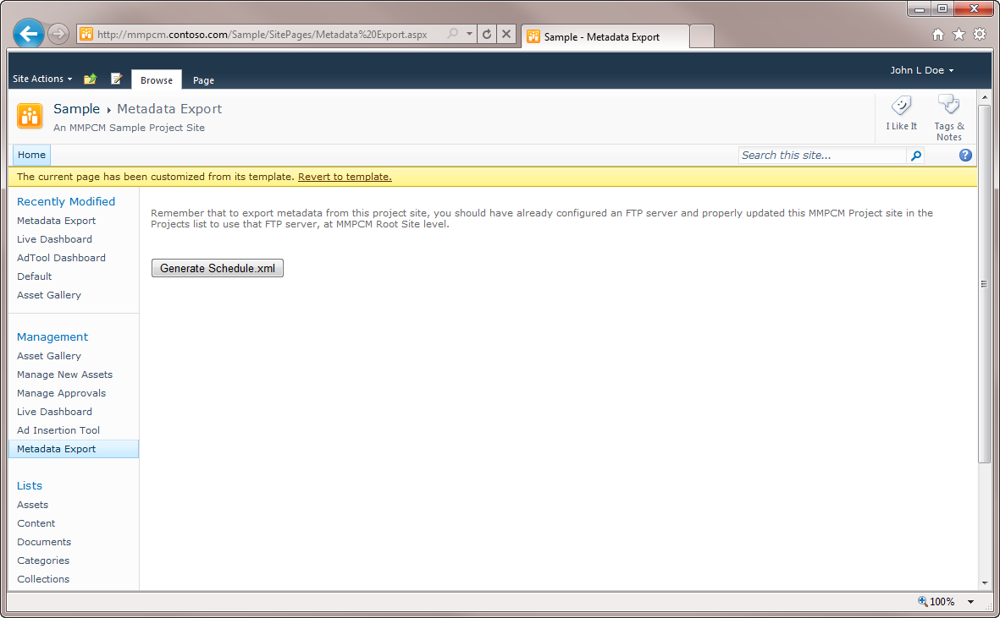 http://mmpcm.contoso.com/Sample/SitePages/Metadata%20Export.aspx
Sample - Metadata Export
Site Actions
Browse
Page
John L Doe
Sample
Metadata Export
An MMPCM Sample Project Site
I Like It
Tags &
Notes
Home
Search this site...
The current page has been customized from its template. Revert to template.
Recently Modified
Metadata Export
Live Dashboard
AdTool Dashboard
Default
Asset Gallery
Management
Asset Gallery
Manage New Assets
Manage Approvals
Live Dashboard
Ad Insertion Tool
Metadata Export
Lists
Assets
Content
Documents
Categories
Collections
Remember that to export metadata from this project site, you should have already configured an FTP server and properly updated this MMPCM Project site in the
Projects list to use that FTP server, at MMPCM Root Site level.
Generate Schedule.xml
100%